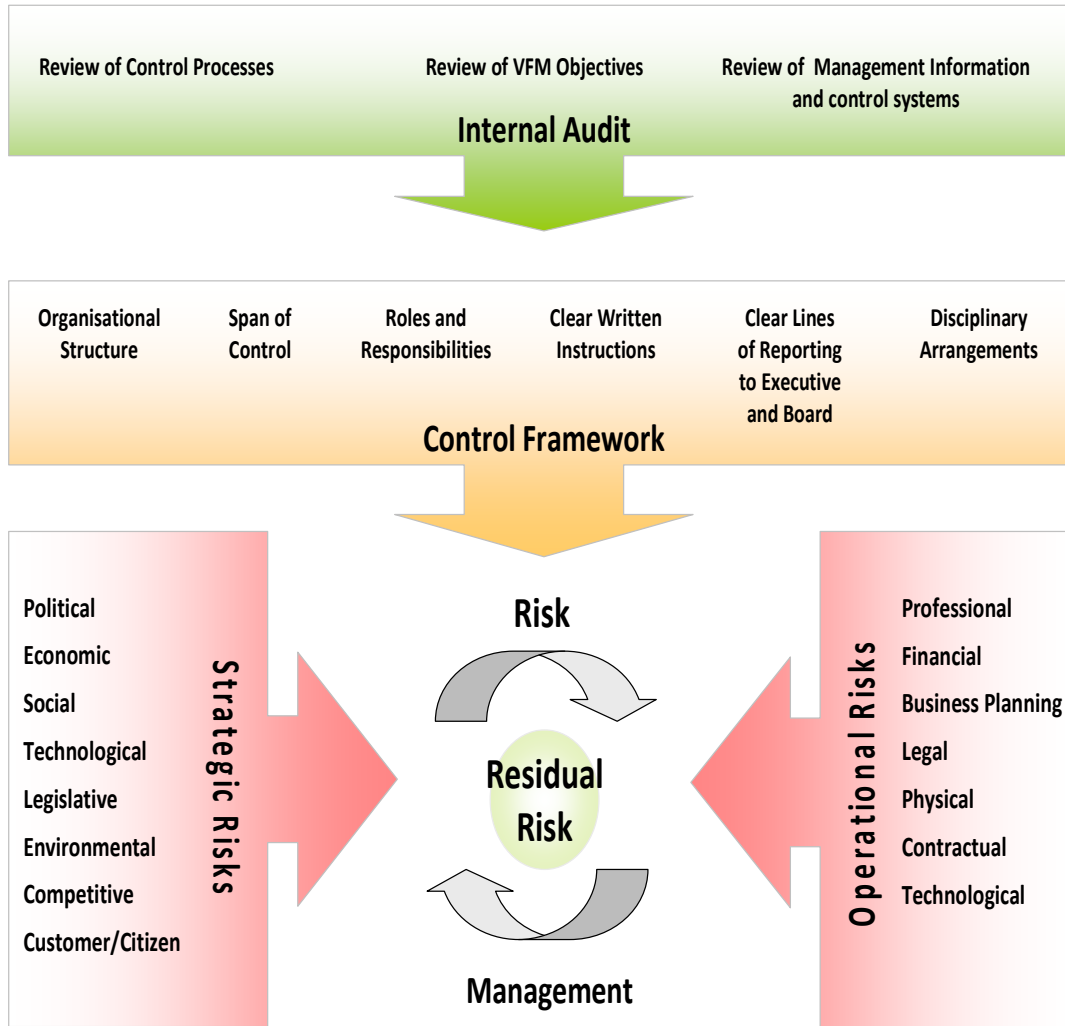 Review of Control Processes
Review of VFM Objectives
Review of Management Information
and control systems
Internal Audit
Organisational
Structure
Span of
Control
Roles and
Responsibilities
Clear Written
Instructions
Clear Lines
of Reporting
to Executive
and Board
Disciplinary
Arrangements
Control Framework
Political
Economic
Social
Technological
Legislative
Environmental
Competitive
Customer/Citizen
Strategic Risks
Risk
Residual
Risk
Management
Operational Risks
Professional
Financial
Business Planning
Legal
Physical
Contractual
Technological